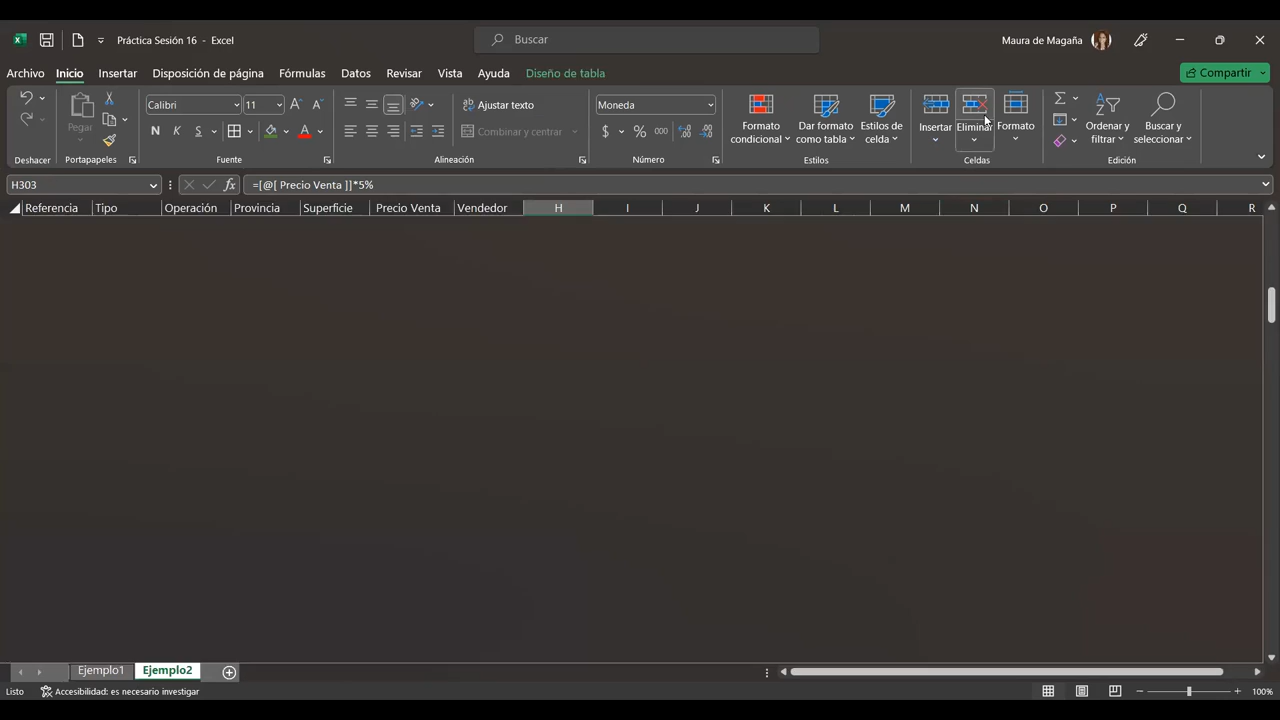 Práctica Sesión 16 - Excel
Buscar
Maura de Magaña
Archivo Inicio Insertar Disposición de página Fórmulas Datos Revisar Vista Ayuda Diseño de tabla
Compartir
Pegar
Calibri 11
N K S
Ajustar texto
Combinar y centrar
Moneda
$ % 000
Formato condicional
Dar formato como tabla
Estilos de celda
Insertar
Eliminar
Formato
Ordenar y filtrar
Buscar y seleccionar
Deshacer Portapapeles Fuente Alineación Número Estilos Celdas Edición
H303 fx =[@[ Precio Venta ]]*5%
Referencia Tipo Operación Provincia Superficie Precio Venta Vendedor H I J K L M N O P Q R
Ejemplo1 Ejemplo2
Listo Accesibilidad: es necesario investigar 100%